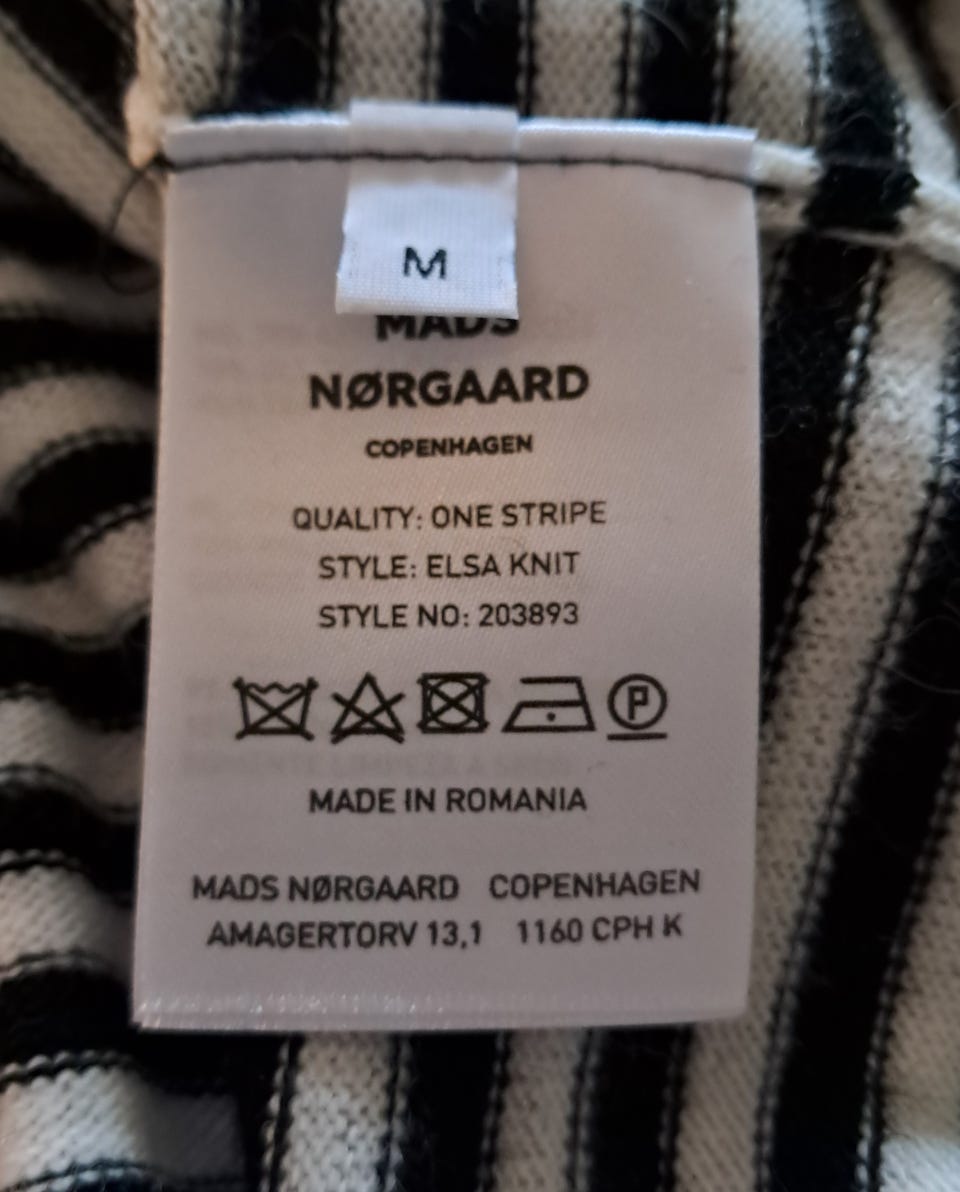 M
MADS
NØRGAARD
COPENHAGEN
QUALITY: ONE STRIPE
STYLE: ELSA KNIT
STYLE NO: 203893
P
MADE IN ROMANIA
MADS NØRGAARD COPENHAGEN
AMAGERTORV 13,1 1160 CPH K